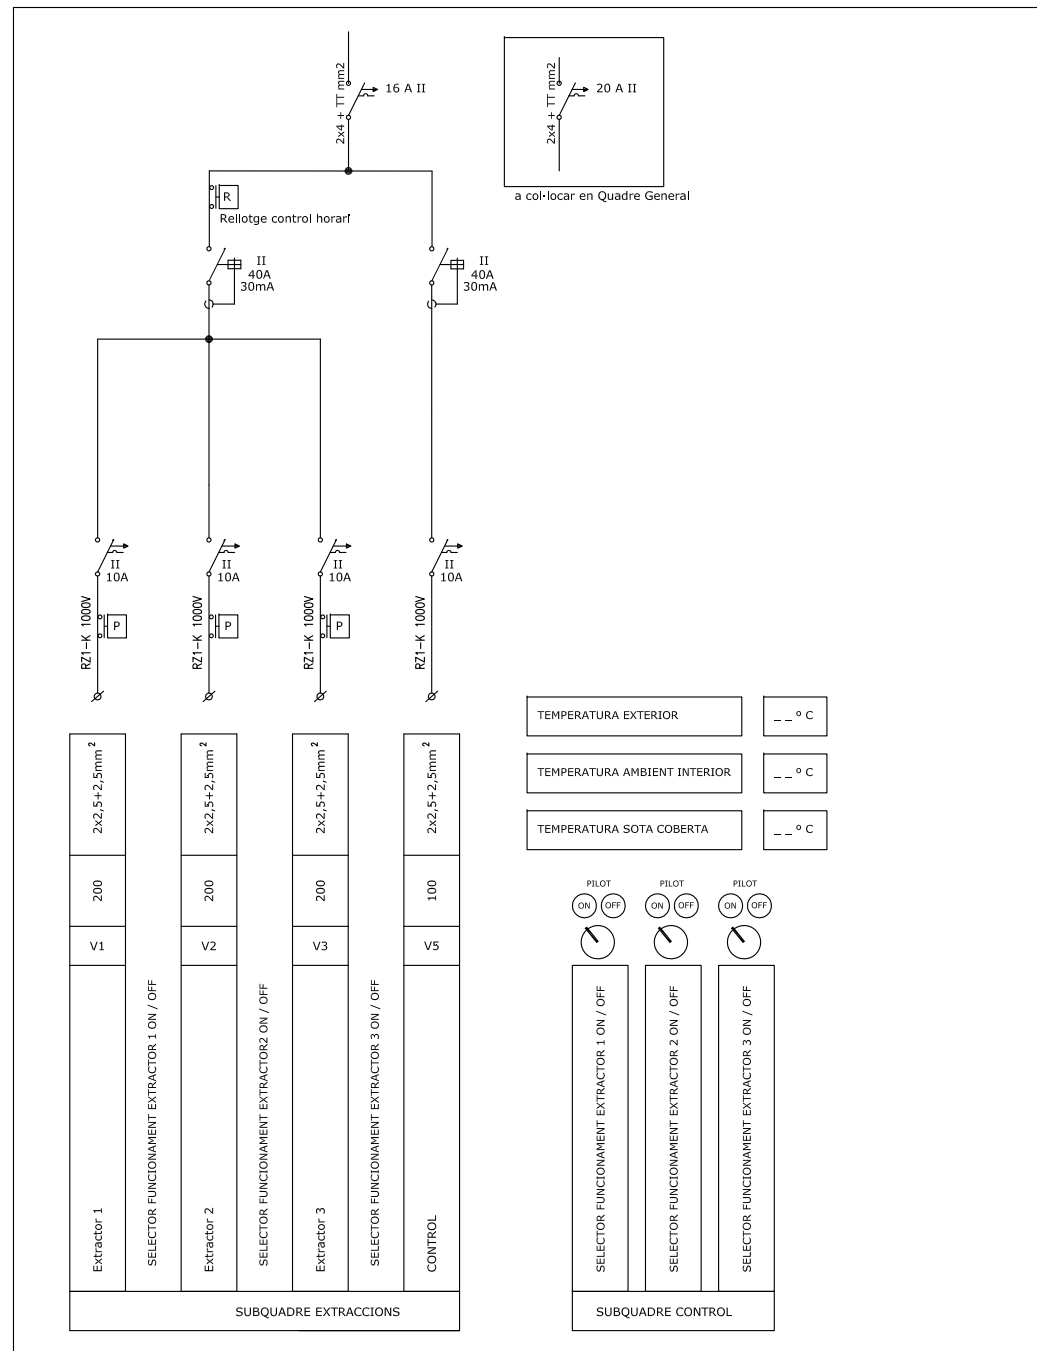 2x4 + TT mm2
16 A II
2x4 + TT mm2
20 A II
a col·locar en Quadre General
R
Rellotge control horari
II
40A
30mA
II
40A
30mA
II
10A
II
10A
II
10A
II
10A
RZ1-K 1000V
P
RZ1-K 1000V
P
RZ1-K 1000V
P
RZ1-K 1000V
2x2,5+2,5mm²
2x2,5+2,5mm²
2x2,5+2,5mm²
2x2,5+2,5mm²
200
200
200
100
V1
V2
V3
V5
Extractor 1
SELECTOR FUNCIONAMENT EXTRACTOR 1 ON / OFF
Extractor 2
SELECTOR FUNCIONAMENT EXTRACTOR2 ON / OFF
Extractor 3
SELECTOR FUNCIONAMENT EXTRACTOR 3 ON / OFF
CONTROL
SUBQUADRE EXTRACCIONS
TEMPERATURA EXTERIOR
_ _ º C
TEMPERATURA AMBIENT INTERIOR
_ _ º C
TEMPERATURA SOTA COBERTA
_ _ º C
PILOT
ON OFF
PILOT
ON OFF
PILOT
ON OFF
SELECTOR FUNCIONAMENT EXTRACTOR 1 ON / OFF
SELECTOR FUNCIONAMENT EXTRACTOR 2 ON / OFF
SELECTOR FUNCIONAMENT EXTRACTOR 3 ON / OFF
SUBQUADRE CONTROL